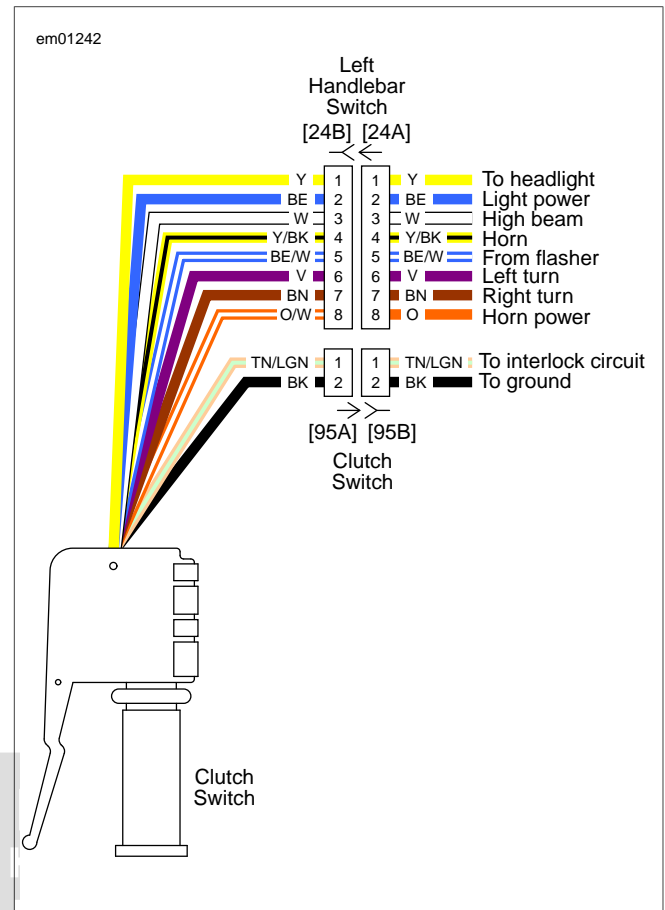 em01242
Left
Handlebar
Switch
[24B] [24A]
Y 1 1 Y To headlight
BE 2 2 BE Light power
W 3 3 W High beam
Y/BK 4 4 Y/BK Horn
BE/W 5 5 BE/W From flasher
V 6 6 V Left turn
BN 7 7 BN Right turn
O/W 8 8 O Horn power
TN/LGN 1 1 TN/LGN To interlock circuit
BK 2 2 BK To ground
[95A] [95B]
Clutch
Switch
Clutch
Switch